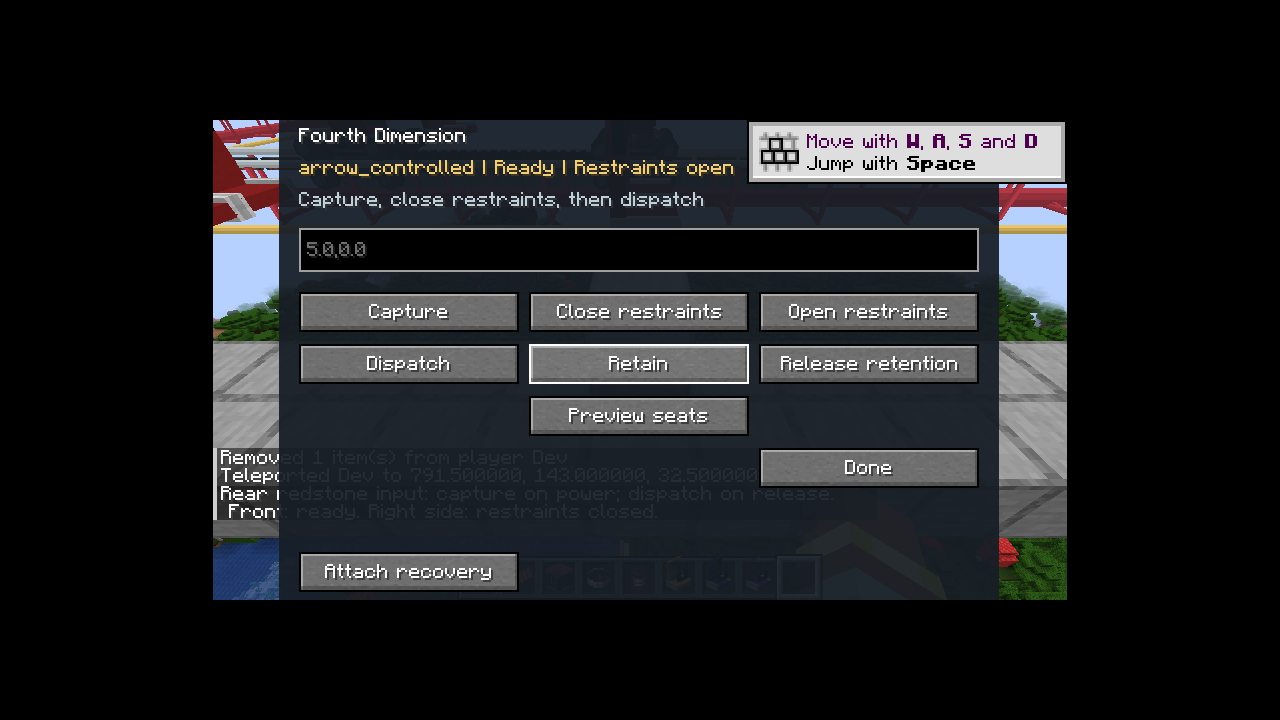 Fourth Dimension
Move with W, A, S and D
Jump with Space
arrow_controlled | Ready | Restraints open
Capture, close restraints, then dispatch
5.0,0.0
Capture
Close restraints
Open restraints
Dispatch
Retain
Release retention
Preview seats
Removed 1 item(s) from player Dev
Teleported Dev to 791.500000, 143.000000, 32.500000
Done
Rear redstone input: capture on power; dispatch on release.
Front: ready. Right side: restraints closed.
Attach recovery